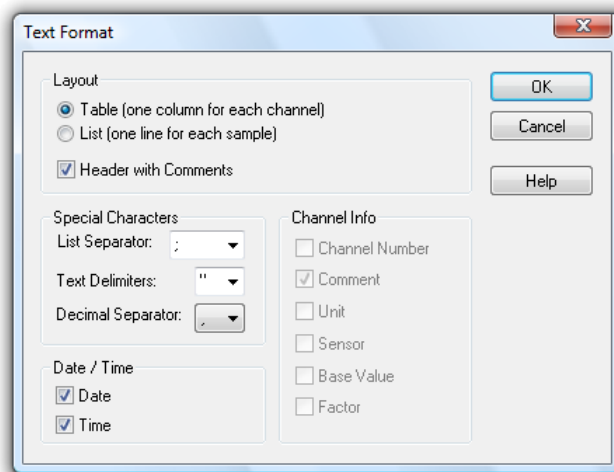 Text Format
Layout
Table (one column for each channel)
List (one line for each sample)
Header with Comments
OK
Cancel
Help
Special Characters
List Separator: ;
Text Delimiters: "
Decimal Separator: ,
Channel Info
Channel Number
Comment
Unit
Sensor
Base Value
Factor
Date / Time
Date
Time